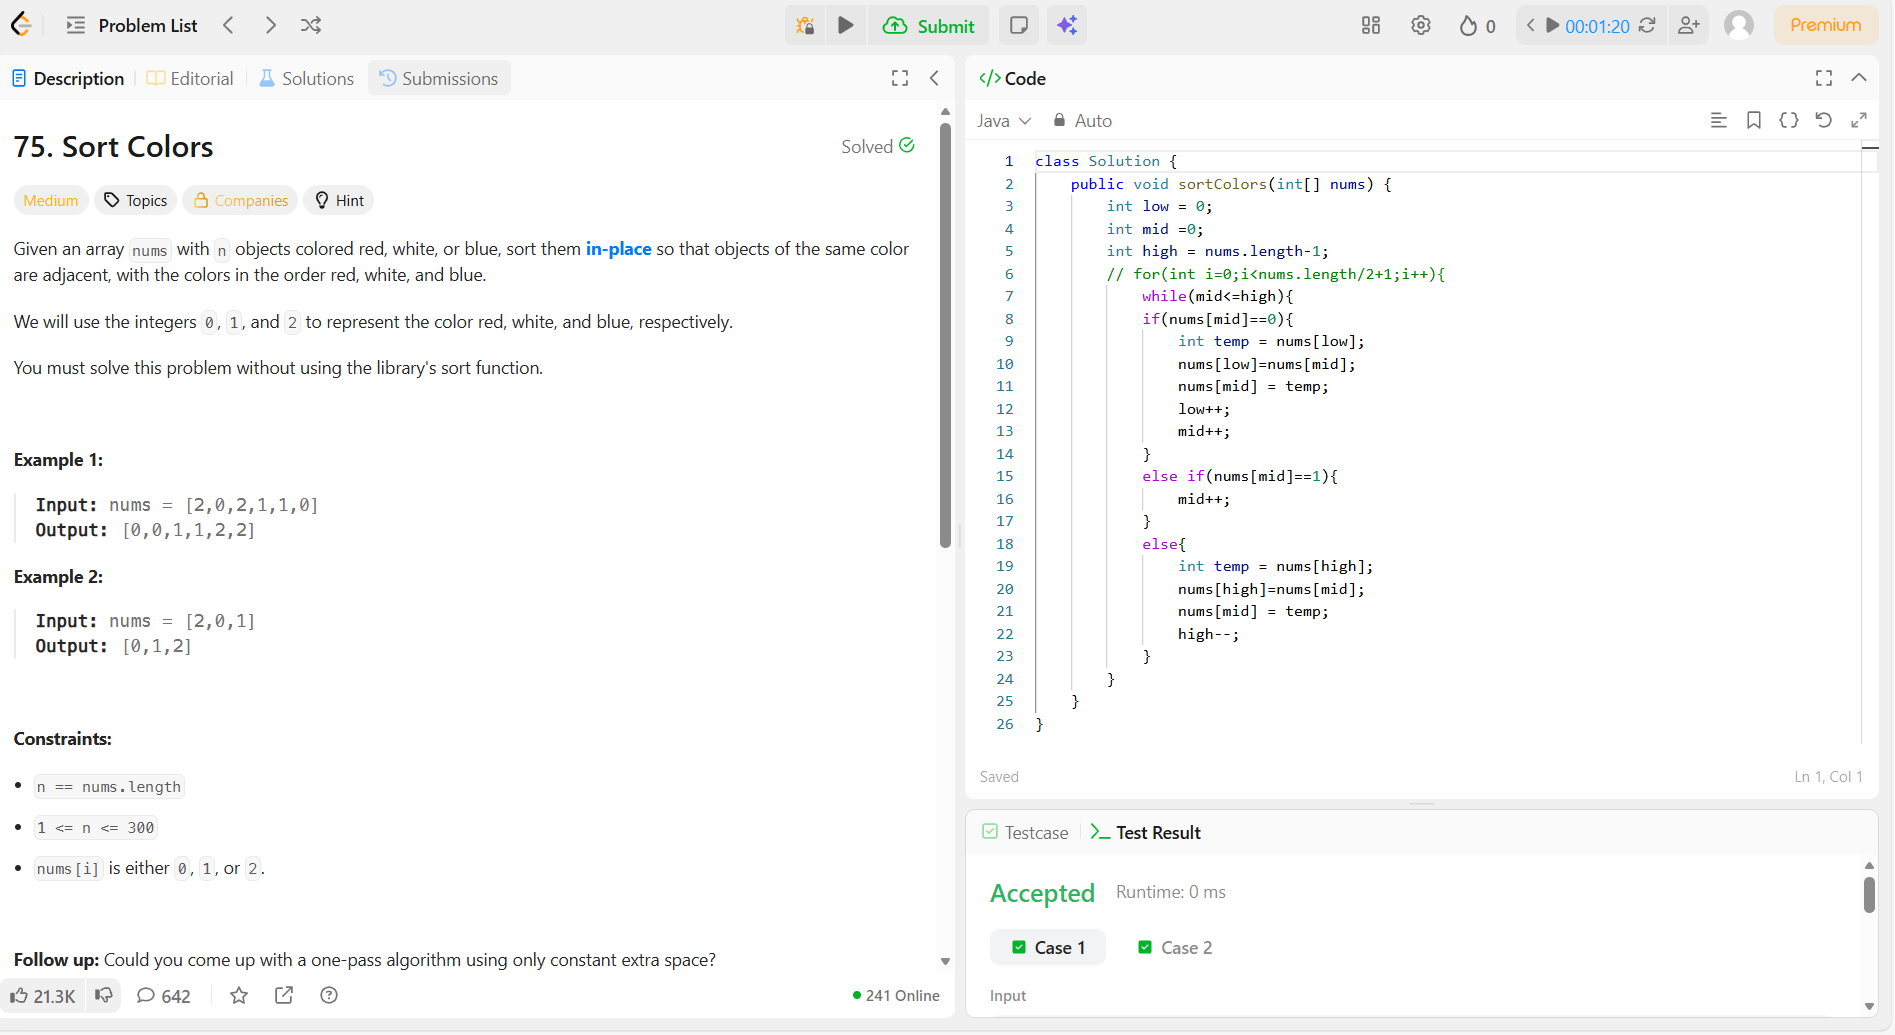 Problem List
Submit
0
00:01:20
Premium
Description
Editorial
Solutions
Submissions
75. Sort Colors
Solved
Medium
Topics
Companies
Hint
Given an array nums with n objects colored red, white, or blue, sort them in-place so that objects of the same color
are adjacent, with the colors in the order red, white, and blue.
We will use the integers 0, 1, and 2 to represent the color red, white, and blue, respectively.
You must solve this problem without using the library's sort function.
Example 1:
Input: nums = [2,0,2,1,1,0]
Output: [0,0,1,1,2,2]
Example 2:
Input: nums = [2,0,1]
Output: [0,1,2]
Constraints:
• n == nums.length
• 1 <= n <= 300
• nums[i] is either 0, 1, or 2.
Follow up: Could you come up with a one-pass algorithm using only constant extra space?
21.3K
642
241 Online
</> Code
Java
Auto
1 class Solution {
2     public void sortColors(int[] nums) {
3         int low = 0;
4         int mid =0;
5         int high = nums.length-1;
6         // for(int i=0;i<nums.length/2+1;i++){
7             while(mid<=high){
8             if(nums[mid]==0){
9                 int temp = nums[low];
10                 nums[low]=nums[mid];
11                 nums[mid] = temp;
12                 low++;
13                 mid++;
14             }
15             else if(nums[mid]==1){
16                 mid++;
17             }
18             else{
19                 int temp = nums[high];
20                 nums[high]=nums[mid];
21                 nums[mid] = temp;
22                 high--;
23             }
24         }
25     }
26 }
Saved
Ln 1, Col 1
Testcase
Test Result
Accepted
Runtime: 0 ms
Case 1
Case 2
Input